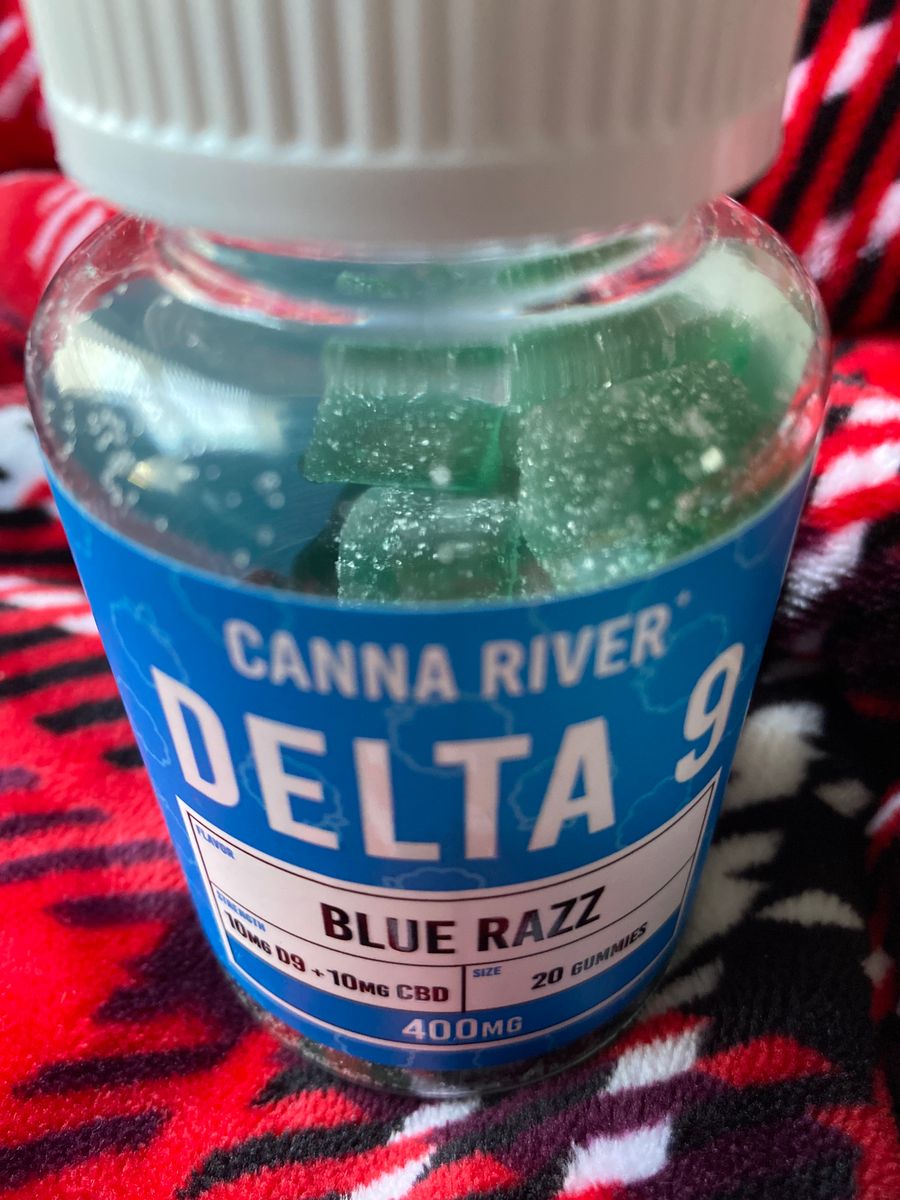 CANNA RIVER
DELTA 9
FLAVOR
BLUE RAZZ
STRENGTH
10MG D9 + 10MG CBD
SIZE
20 GUMMIES
400MG